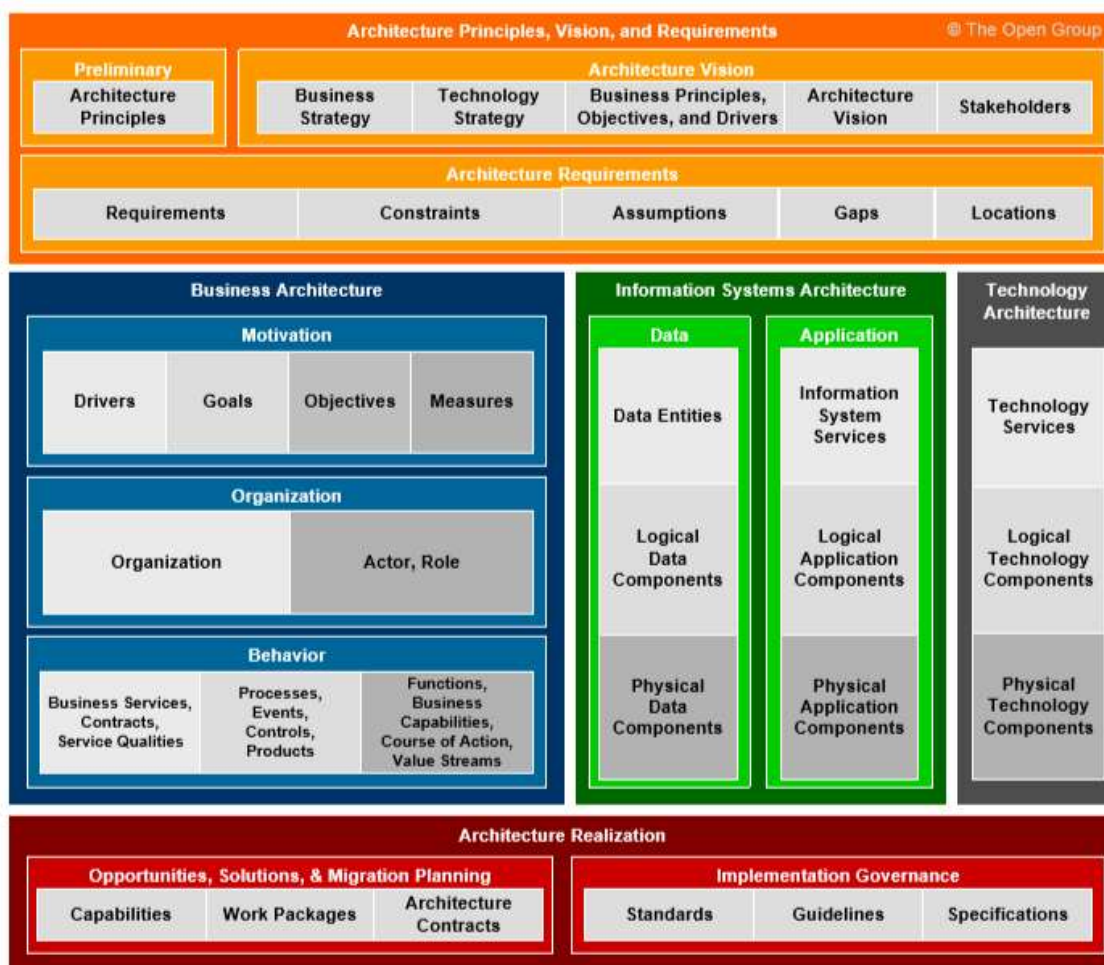 Architecture Principles, Vision, and Requirements
© The Open Group
Preliminary
Architecture
Principles
Architecture Vision
Business
Strategy
Technology
Strategy
Business Principles,
Objectives, and Drivers
Architecture
Vision
Stakeholders
Architecture Requirements
Requirements
Constraints
Assumptions
Gaps
Locations
Business Architecture
Motivation
Drivers
Goals
Objectives
Measures
Organization
Organization
Actor, Role
Behavior
Business Services,
Contracts,
Service Qualities
Processes,
Events,
Controls,
Products
Functions,
Business
Capabilities,
Course of Action,
Value Streams
Information Systems Architecture
Data
Data Entities
Logical
Data
Components
Physical
Data
Components
Application
Information
System
Services
Logical
Application
Components
Physical
Application
Components
Technology
Architecture
Technology
Services
Logical
Technology
Components
Physical
Technology
Components
Architecture Realization
Opportunities, Solutions, & Migration Planning
Capabilities
Work Packages
Architecture
Contracts
Implementation Governance
Standards
Guidelines
Specifications